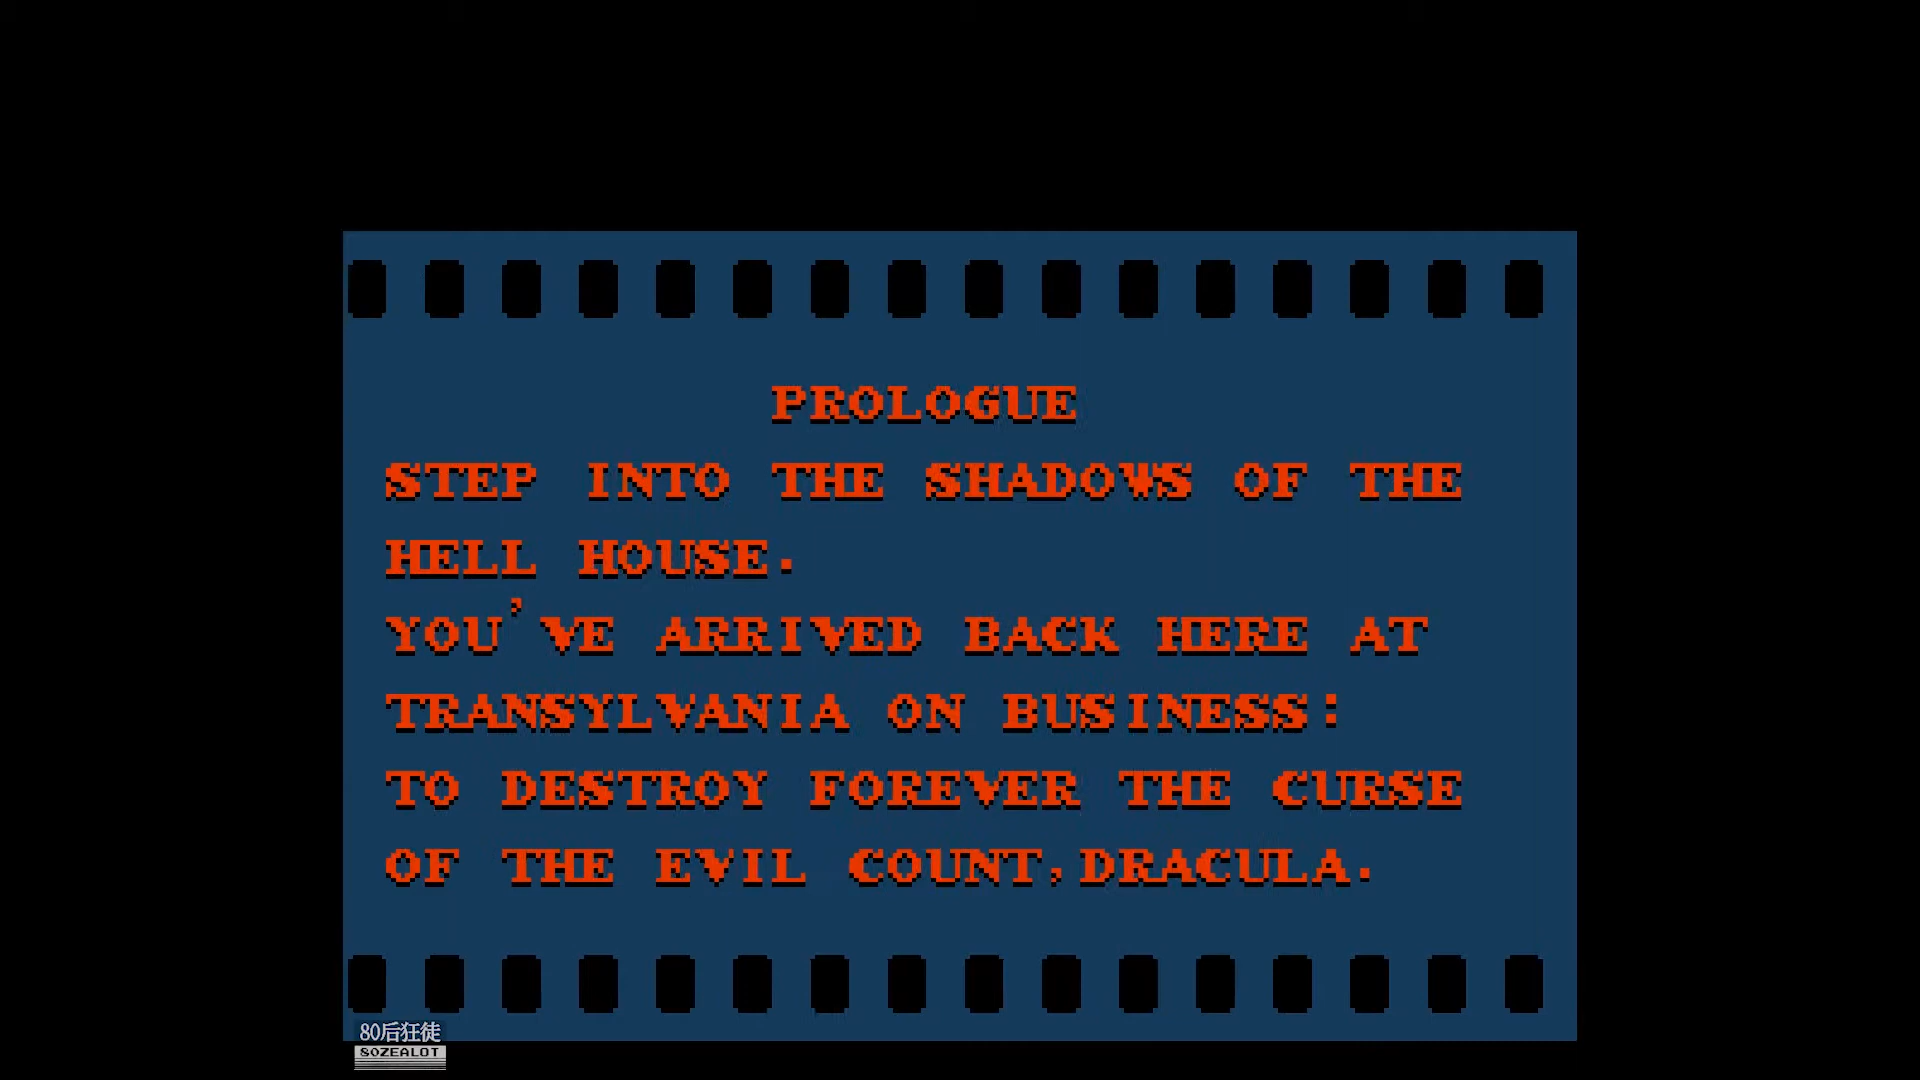 PROLOGUE
STEP INTO THE SHADOWS OF THE
HELL HOUSE.
YOU'VE ARRIVED BACK HERE AT
TRANSYLVANIA ON BUSINESS:
TO DESTROY FOREVER THE CURSE
OF THE EVIL COUNT,DRACULA.
80后狂徒
80ZEALOT